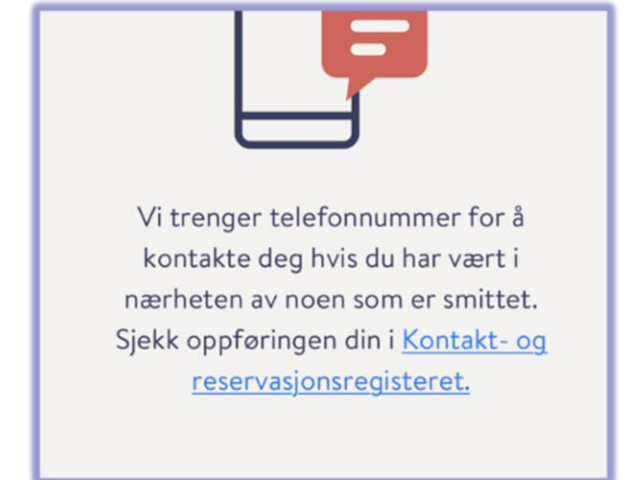 Vi trenger telefonnummer for å
kontakte deg hvis du har vært i
nærheten av noen som er smittet.
Sjekk oppføringen din i Kontakt- og
reservasjonsregisteret.